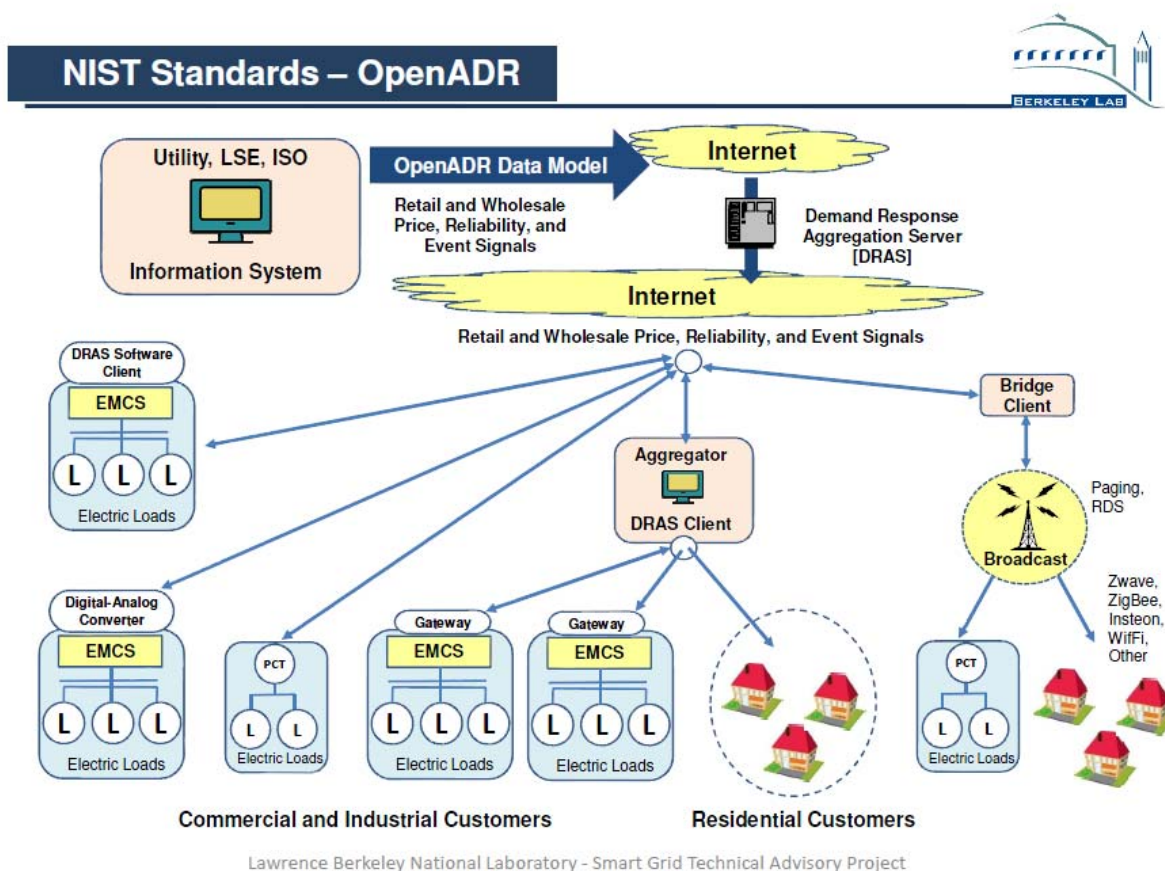 NIST Standards – OpenADR
BERKELEY LAB
Utility, LSE, ISO
Information System
OpenADR Data Model
Retail and Wholesale
Price, Reliability, and
Event Signals
Internet
Demand Response
Aggregation Server
[DRAS]
Internet
Retail and Wholesale Price, Reliability, and Event Signals
DRAS Software
Client
EMCS
L L L
Electric Loads
Aggregator
DRAS Client
Bridge
Client
Paging,
RDS
Broadcast
Zwave,
ZigBee,
Insteon,
WifFi,
Other
Digital-Analog
Converter
EMCS
L L L
Electric Loads
PCT
L L
Electric Loads
Gateway
EMCS
L L L
Electric Loads
Gateway
EMCS
L L L
Electric Loads
PCT
L L
Electric Loads
Commercial and Industrial Customers
Residential Customers
Lawrence Berkeley National Laboratory - Smart Grid Technical Advisory Project